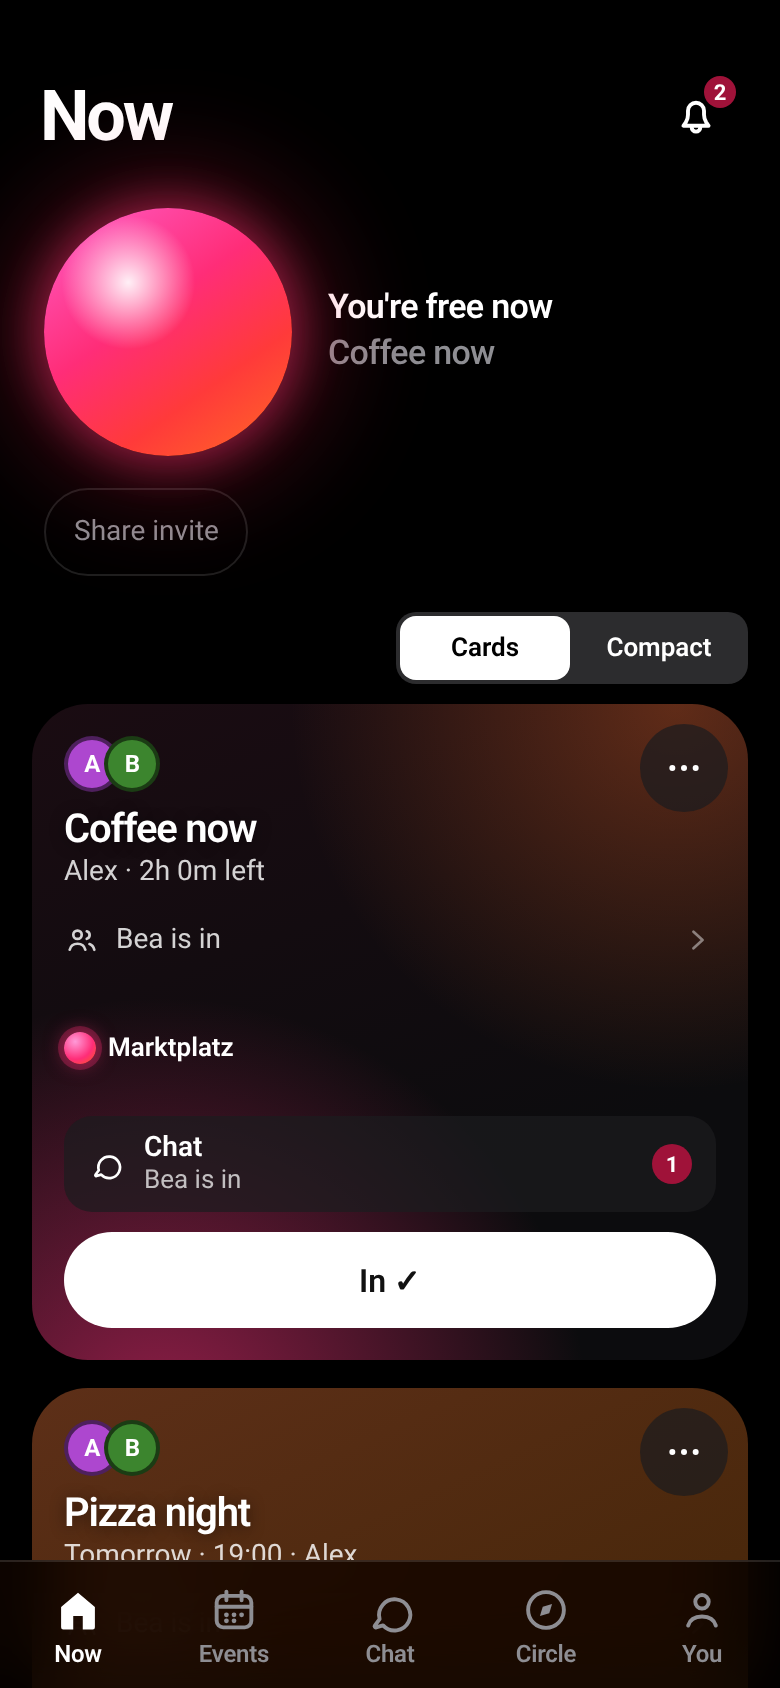 Now
2
You're free now
Coffee now
Share invite
Cards
Compact
A
B
Coffee now
Alex · 2h 0m left
Bea is in
Marktplatz
Chat
Bea is in
1
In ✓
A
B
Pizza night
Tomorrow · 19:00 · Alex
Now
Events
Chat
Circle
You